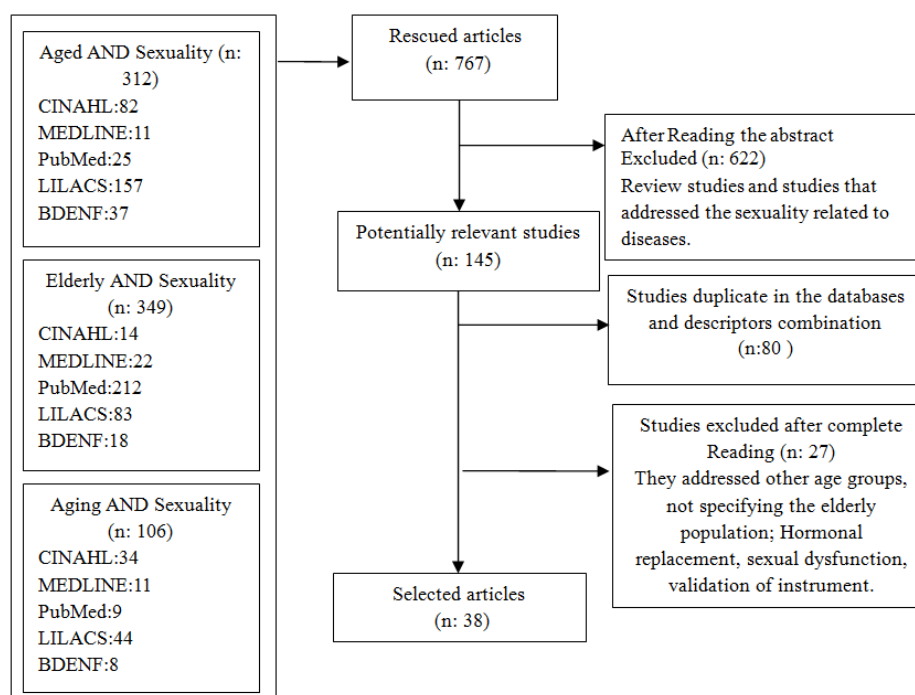 Aged AND Sexuality (n:
312)
CINAHL:82
MEDLINE:11
PubMed:25
LILACS:157
BDENF:37
Elderly AND Sexuality
(n: 349)
CINAHL:14
MEDLINE:22
PubMed:212
LILACS:83
BDENF:18
Aging AND Sexuality
(n: 106)
CINAHL:34
MEDLINE:11
PubMed:9
LILACS:44
BDENF:8
Rescued articles
(n: 767)
After Reading the abstract
Excluded (n: 622)
Review studies and studies that
addressed the sexuality related to
diseases.
Potentially relevant studies
(n: 145)
Studies duplicate in the databases
and descriptors combination
(n:80 )
Studies excluded after complete
Reading (n: 27)
They addressed other age groups,
not specifying the elderly
population; Hormonal
replacement, sexual dysfunction,
validation of instrument.
Selected articles
(n: 38)